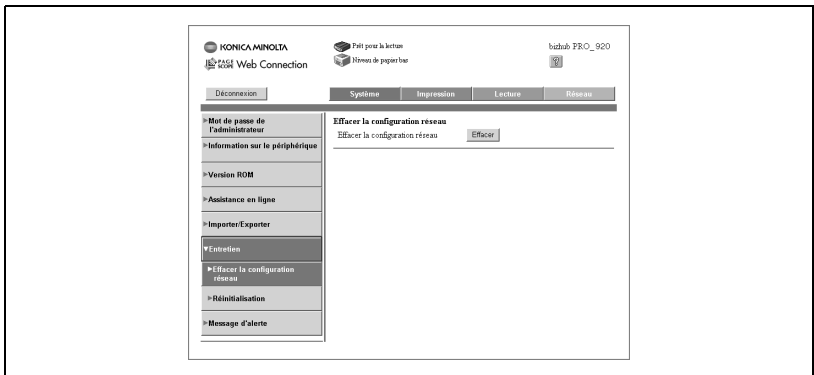 KONICA MINOLTA
PAGE SCOPE Web Connection
Prêt pour la lecture
Niveau de papier bas
bizhub PRO_920
?
Déconnexion
Système
Impression
Lecture
Réseau
Mot de passe de
l'administrateur
Information sur le périphérique
Version ROM
Assistance en ligne
Importer/Exporter
Entretien
Effacer la configuration
réseau
Réinitialisation
Message d'alerte
Effacer la configuration réseau
Effacer la configuration réseau
Effacer